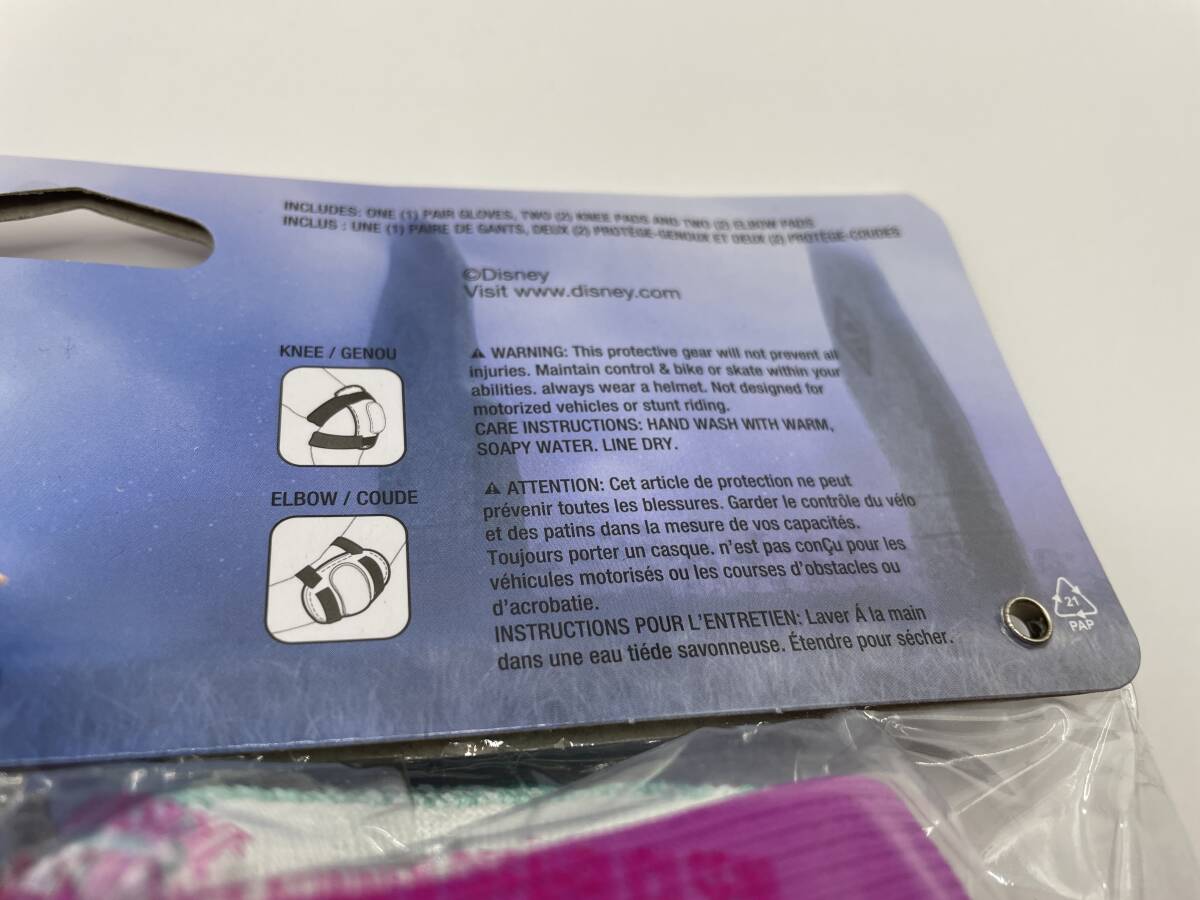 INCLUDES: ONE (1) PAIR GLOVES, TWO (2) KNEE PADS AND TWO (2) ELBOW PADS
INCLUS : UNE (1) PAIRE DE GANTS, DEUX (2) PROTÈGE-GENOUX ET DEUX (2) PROTÈGE-COUDES
©Disney
Visit www.disney.com
KNEE / GENOU
⚠ WARNING: This protective gear will not prevent all
injuries. Maintain control & bike or skate within your
abilities. always wear a helmet. Not designed for
motorized vehicles or stunt riding.
CARE INSTRUCTIONS: HAND WASH WITH WARM,
SOAPY WATER. LINE DRY.
ELBOW / COUDE
⚠ ATTENTION: Cet article de protection ne peut
prévenir toutes les blessures. Garder le contrôle du vélo
et des patins dans la mesure de vos capacités.
Toujours porter un casque. n'est pas conÇu pour les
véhicules motorisés ou les courses d'obstacles ou
d'acrobatie.
INSTRUCTIONS POUR L'ENTRETIEN: Laver Á la main
dans une eau tiéde savonneuse. Étendre pour sécher.
21
PAP